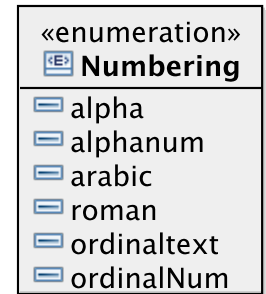 «enumeration»
<E> Numbering
alpha
alphanum
arabic
roman
ordinaltext
ordinalNum